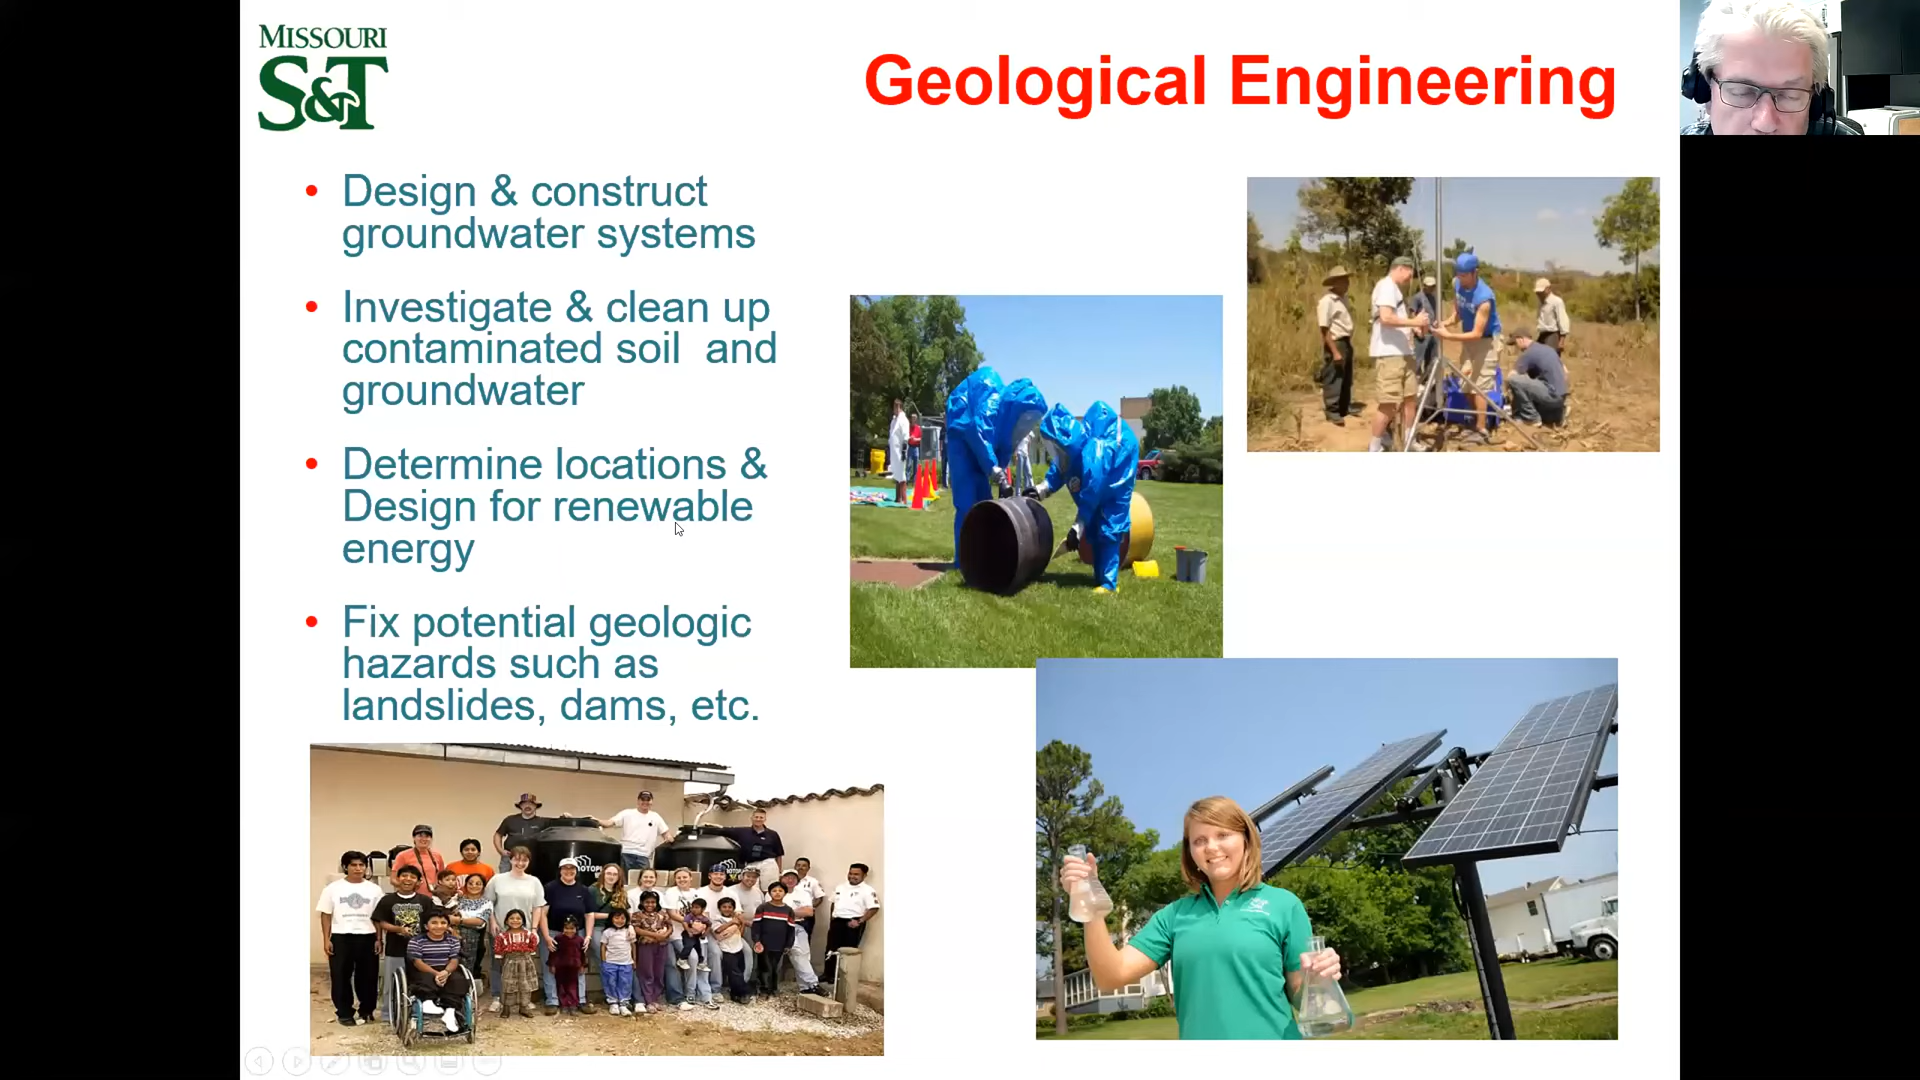 MISSOURI
S&T
Geological Engineering
• Design & construct
groundwater systems
• Investigate & clean up
contaminated soil and
groundwater
• Determine locations &
Design for renewable
energy
• Fix potential geologic
hazards such as
landslides, dams, etc.